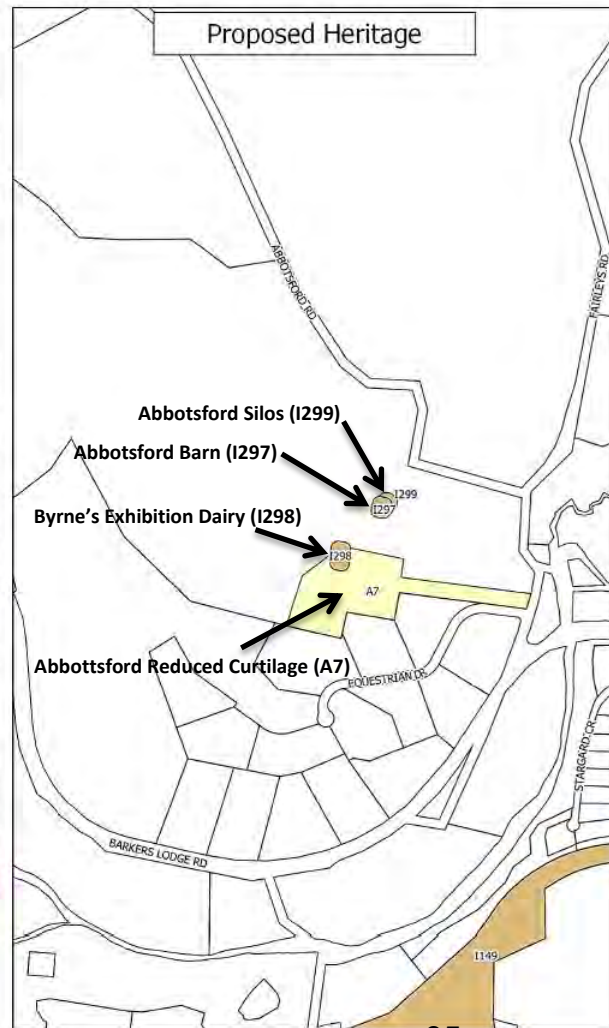 Proposed Heritage
ABBOTSFORD RD
FAIRLEYS RD
Abbotsford Silos (I299)
Abbotsford Barn (I297)
I299
I297
Byrne's Exhibition Dairy (I298)
I298
A7
Abbottsford Reduced Curtilage (A7)
EQUESTRIAN DR
STARGARD CR
BARKERS LODGE RD
I149